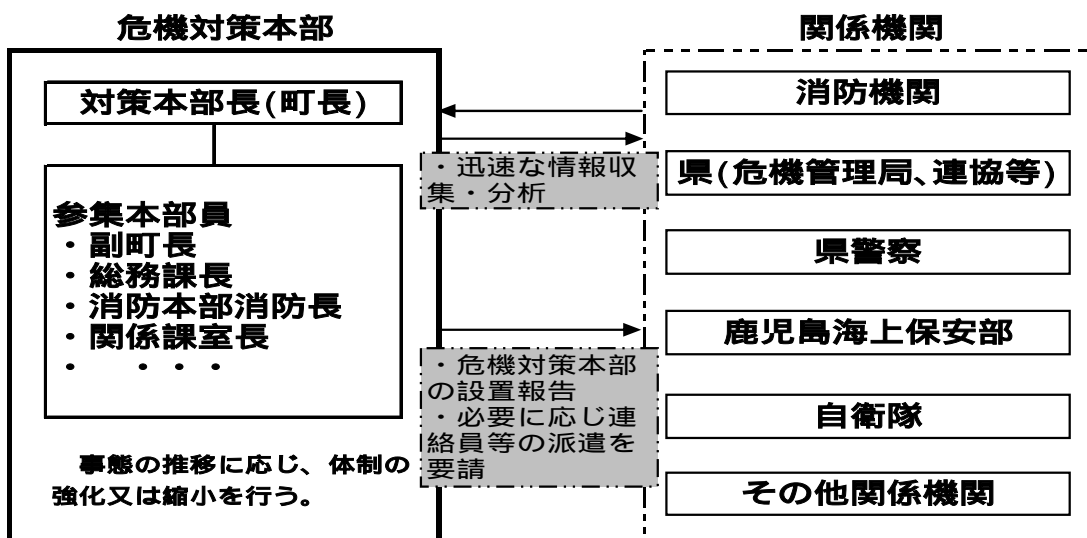 危機対策本部
対策本部長(町長)
参集本部員
・副町長
・総務課長
・消防本部消防長
・関係課室長
・　・・・
事態の推移に応じ、体制の
強化又は縮小を行う。
・迅速な情報収
集・分析
・危機対策本部
の設置報告
・必要に応じ連
絡員等の派遣を
要請
関係機関
消防機関
県(危機管理局、連協等)
県警察
鹿児島海上保安部
自衛隊
その他関係機関